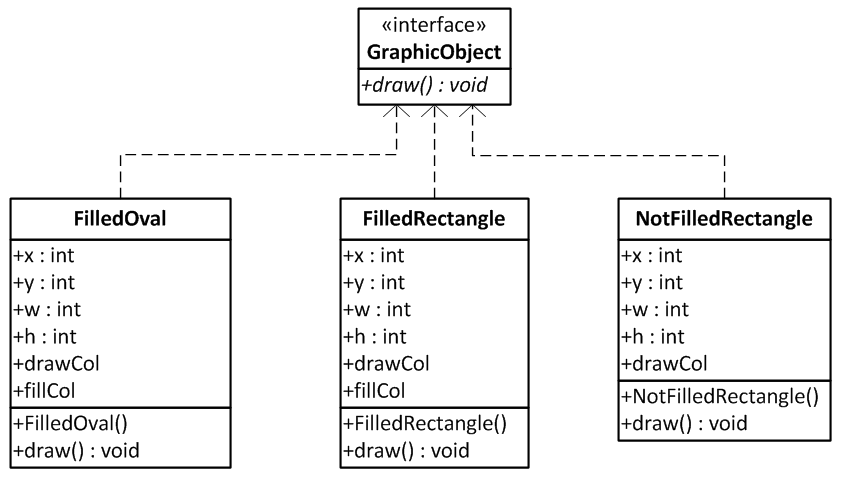 «interface»
GraphicObject
+draw() : void
FilledOval
+x : int
+y : int
+w : int
+h : int
+drawCol
+fillCol
+FilledOval()
+draw() : void
FilledRectangle
+x : int
+y : int
+w : int
+h : int
+drawCol
+fillCol
+FilledRectangle()
+draw() : void
NotFilledRectangle
+x : int
+y : int
+w : int
+h : int
+drawCol
+NotFilledRectangle()
+draw() : void